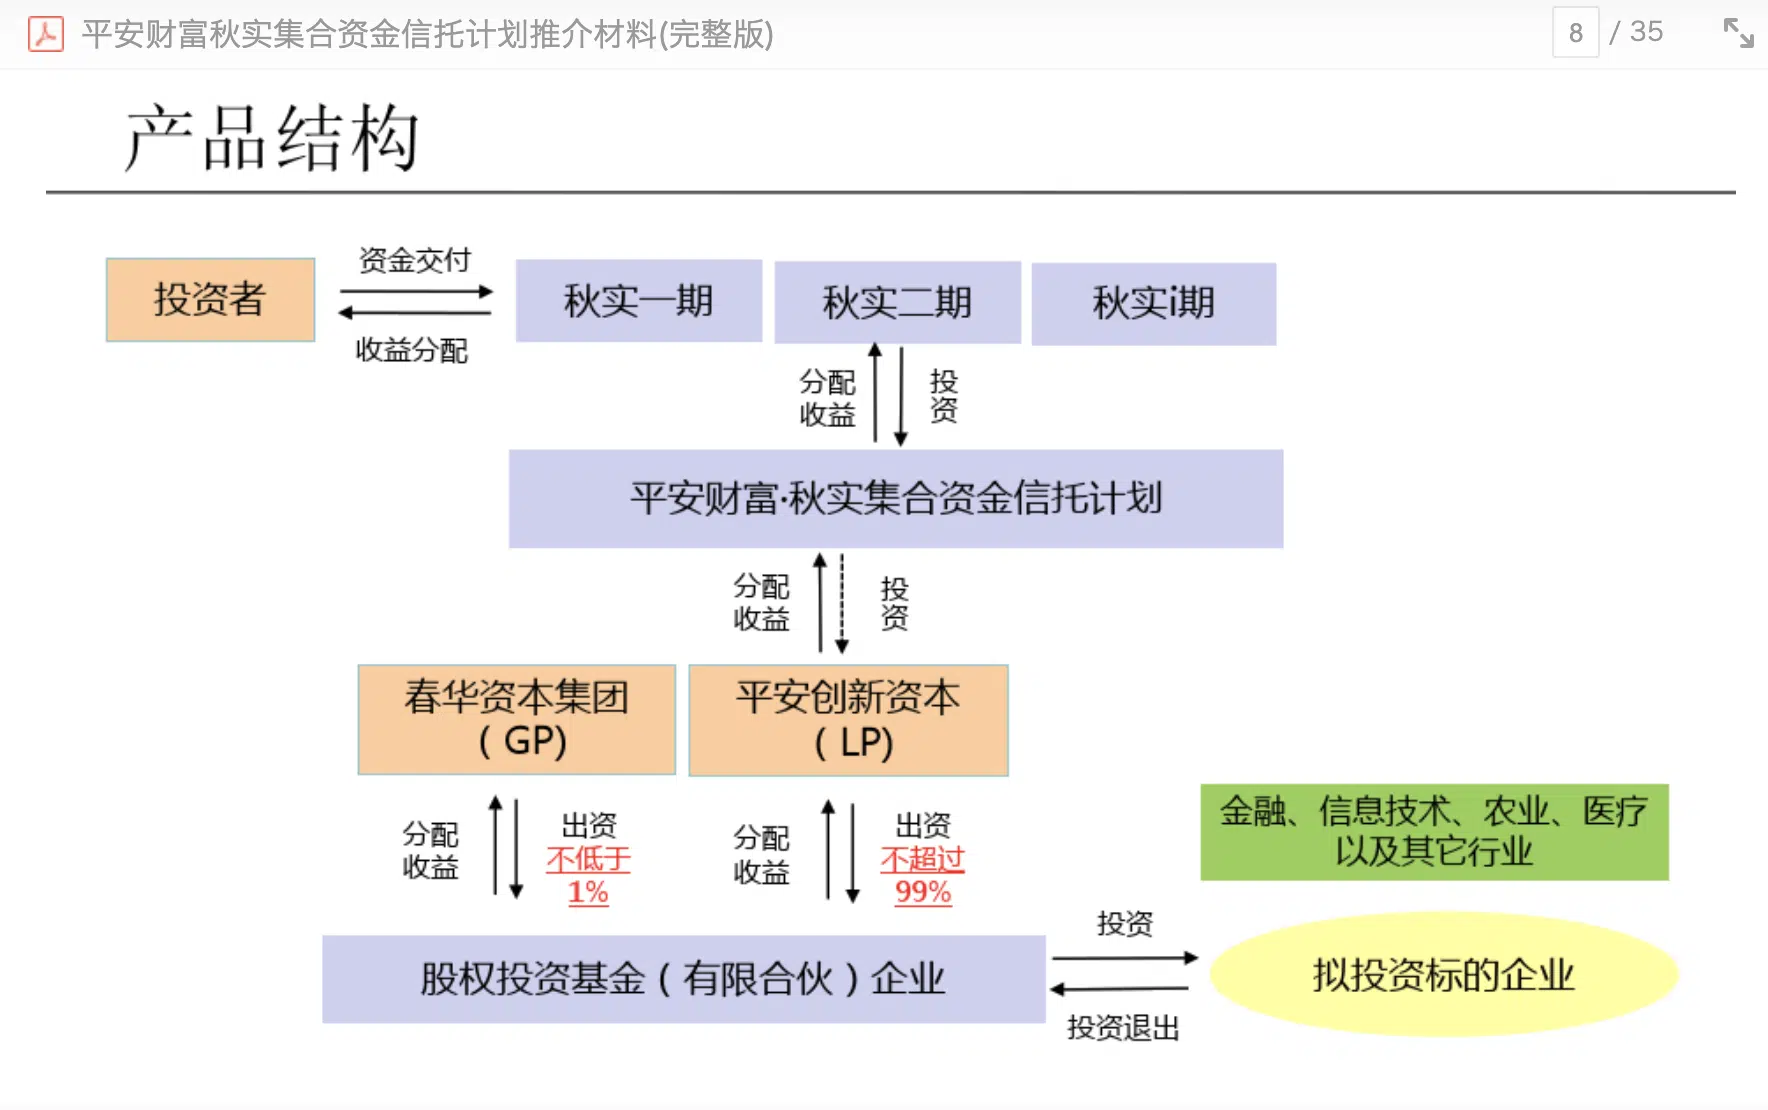 平安财富秋实集合资金信托计划推介材料(完整版)
8 / 35
产品结构
投资者
资金交付
收益分配
秋实一期
秋实二期
秋实i期
分配
收益
投
资
平安财富·秋实集合资金信托计划
分配
收益
投
资
春华资本集团
( GP)
平安创新资本
( LP)
分配
收益
出资
不低于
1%
分配
收益
出资
不超过
99%
金融、信息技术、农业、医疗
以及其它行业
股权投资基金（有限合伙）企业
投资
投资退出
拟投资标的企业